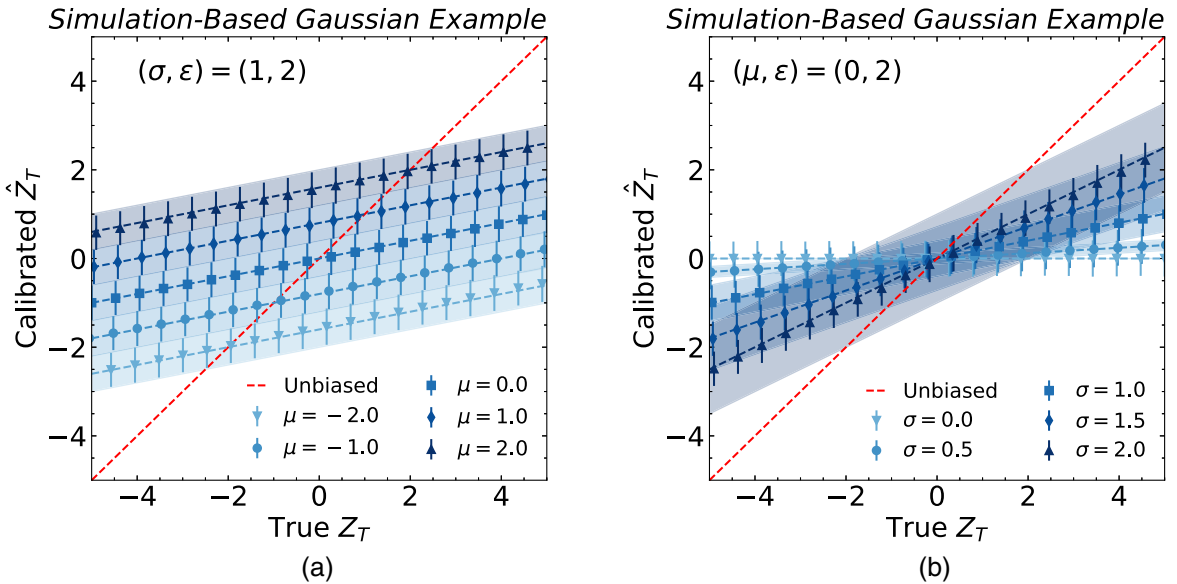 Simulation-Based Gaussian Example
(σ, ε) = (1, 2)
Calibrated Ẑ_T
4
2
0
−2
−4
Unbiased
μ = −2.0
μ = −1.0
μ = 0.0
μ = 1.0
μ = 2.0
−4 −2 0 2 4
True Z_T
(a)
Simulation-Based Gaussian Example
(μ, ε) = (0, 2)
Calibrated Ẑ_T
4
2
0
−2
−4
Unbiased
σ = 0.0
σ = 0.5
σ = 1.0
σ = 1.5
σ = 2.0
−4 −2 0 2 4
True Z_T
(b)